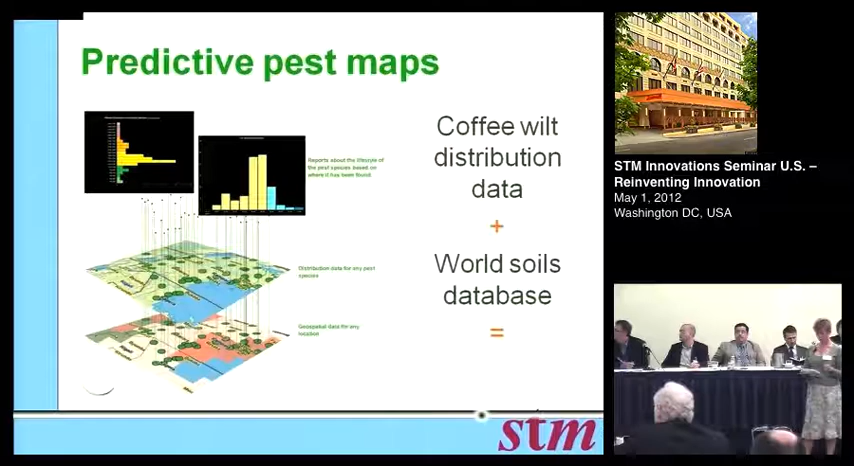 Predictive pest maps
Reports about the lifestyle of
the pest species based on
where it has been found.
Distribution data for any pest
species
Geospatial data for any
location
Coffee wilt
distribution
data
+
World soils
database
=
stm
STM Innovations Seminar U.S. –
Reinventing Innovation
May 1, 2012
Washington DC, USA